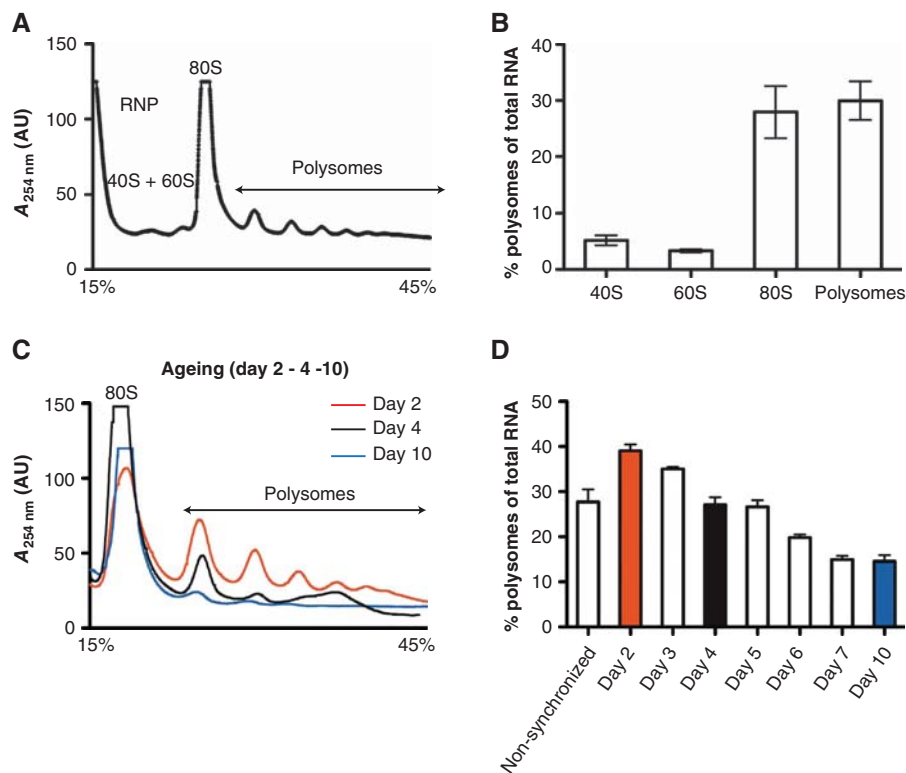 A
A254 nm (AU)
150
100
50
0
RNP
40S + 60S
80S
Polysomes
15%
45%
B
% polysomes of total RNA
40
30
20
10
0
40S
60S
80S
Polysomes
C
Ageing (day 2 - 4 -10)
A254 nm (AU)
150
100
50
0
80S
Day 2
Day 4
Day 10
Polysomes
15%
45%
D
% polysomes of total RNA
50
40
30
20
10
0
Non-synchronized
Day 2
Day 3
Day 4
Day 5
Day 6
Day 7
Day 10